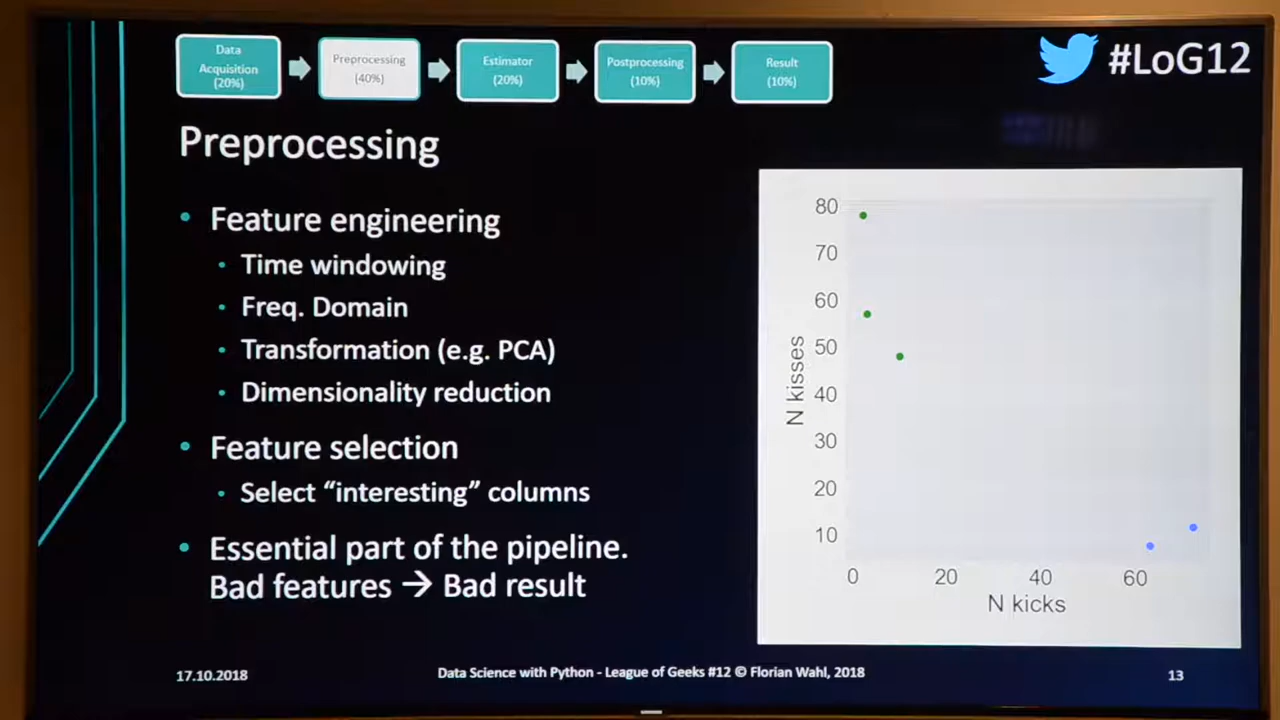 Data
Acquisition
(20%)
Preprocessing
(40%)
Estimator
(20%)
Postprocessing
(10%)
Result
(10%)
#LoG12
Preprocessing
• Feature engineering
• Time windowing
• Freq. Domain
• Transformation (e.g. PCA)
• Dimensionality reduction
• Feature selection
• Select “interesting” columns
• Essential part of the pipeline.
Bad features → Bad result
80
70
60
50
40
30
20
10
N kisses
0 20 40 60
N kicks
17.10.2018
Data Science with Python - League of Geeks #12 © Florian Wahl, 2018
13